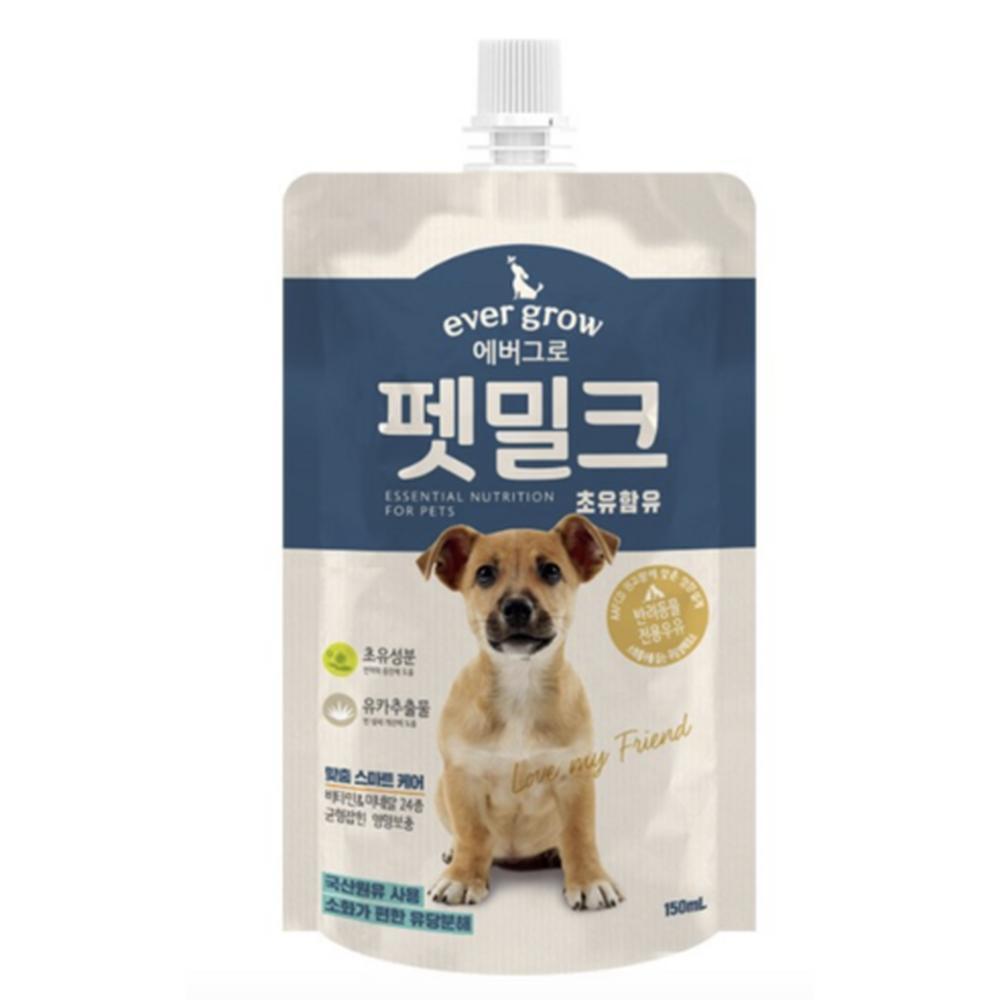 ever grow
에버그로
펫밀크
ESSENTIAL NUTRITION
FOR PETS
초유함유
반려동물
전용우유
초유성분
유카추출물
Love my Friend
맞춤 스마트 케어
비타민&미네랄 24종
균형잡힌 영양보충
국산원유 사용
소화가 편한 유당분해
150mL